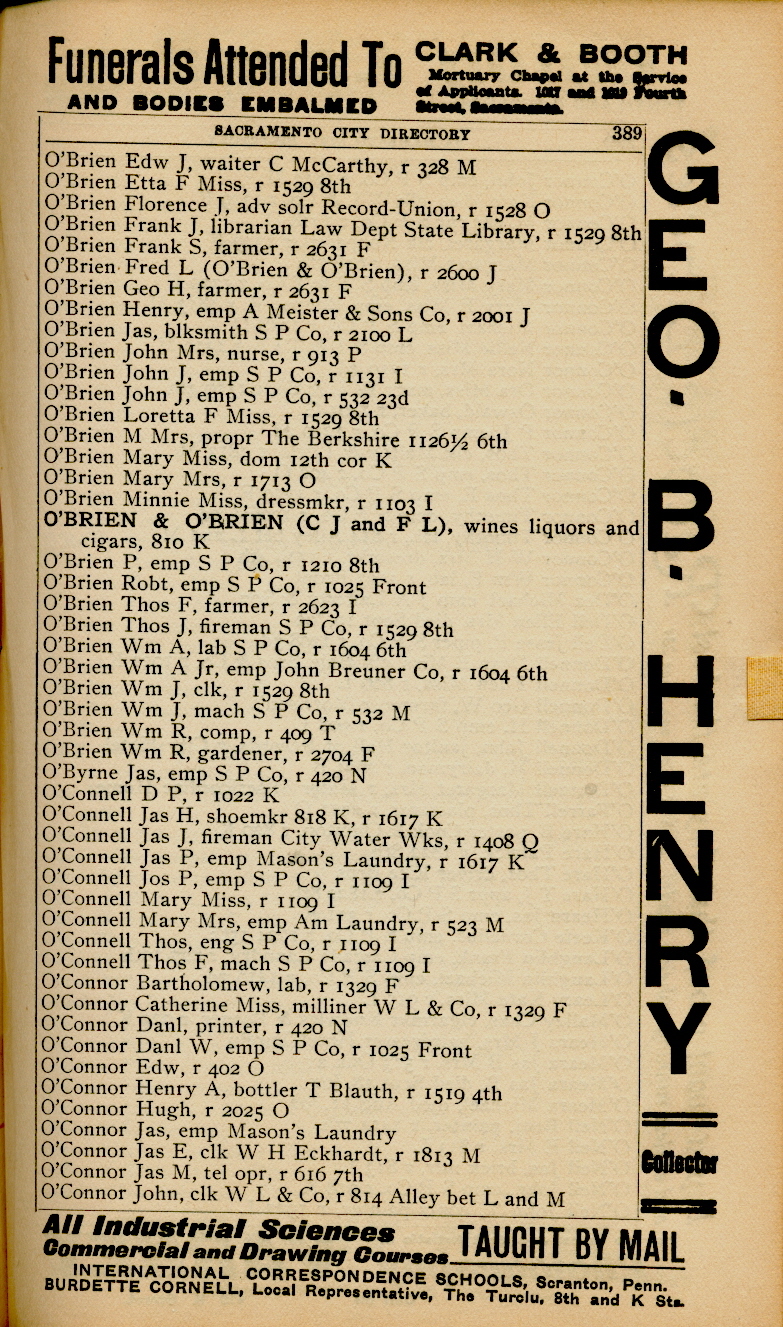 Funerals Attended To
AND BODIES EMBALMED
CLARK & BOOTH
Mortuary Chapel at the Service
of Applicants. 1017 and 1019 Fourth
Street, Sacramento.
SACRAMENTO CITY DIRECTORY 389
O'Brien Edw J, waiter C McCarthy, r 328 M
O'Brien Etta F Miss, r 1529 8th
O'Brien Florence J, adv solr Record-Union, r 1528 O
O'Brien Frank J, librarian Law Dept State Library, r 1529 8th
O'Brien Frank S, farmer, r 2631 F
O'Brien Fred L (O'Brien & O'Brien), r 2600 J
O'Brien Geo H, farmer, r 2631 F
O'Brien Henry, emp A Meister & Sons Co, r 2001 J
O'Brien Jas, blksmith S P Co, r 2100 L
O'Brien John Mrs, nurse, r 913 P
O'Brien John J, emp S P Co, r 1131 I
O'Brien John J, emp S P Co, r 532 23d
O'Brien Loretta F Miss, r 1529 8th
O'Brien M Mrs, propr The Berkshire 1126½ 6th
O'Brien Mary Miss, dom 12th cor K
O'Brien Mary Mrs, r 1713 O
O'Brien Minnie Miss, dressmkr, r 1103 I
O'BRIEN & O'BRIEN (C J and F L), wines liquors and
cigars, 810 K
O'Brien P, emp S P Co, r 1210 8th
O'Brien Robt, emp S P Co, r 1025 Front
O'Brien Thos F, farmer, r 2623 I
O'Brien Thos J, fireman S P Co, r 1529 8th
O'Brien Wm A, lab S P Co, r 1604 6th
O'Brien Wm A Jr, emp John Breuner Co, r 1604 6th
O'Brien Wm J, clk, r 1529 8th
O'Brien Wm J, mach S P Co, r 532 M
O'Brien Wm R, comp, r 409 T
O'Brien Wm R, gardener, r 2704 F
O'Byrne Jas, emp S P Co, r 420 N
O'Connell D P, r 1022 K
O'Connell Jas H, shoemkr 818 K, r 1617 K
O'Connell Jas J, fireman City Water Wks, r 1408 Q
O'Connell Jas P, emp Mason's Laundry, r 1617 K
O'Connell Jos P, emp S P Co, r 1109 I
O'Connell Mary Miss, r 1109 I
O'Connell Mary Mrs, emp Am Laundry, r 523 M
O'Connell Thos, eng S P Co, r 1109 I
O'Connell Thos F, mach S P Co, r 1109 I
O'Connor Bartholomew, lab, r 1329 F
O'Connor Catherine Miss, milliner W L & Co, r 1329 F
O'Connor Danl, printer, r 420 N
O'Connor Danl W, emp S P Co, r 1025 Front
O'Connor Edw, r 402 O
O'Connor Henry A, bottler T Blauth, r 1519 4th
O'Connor Hugh, r 2025 O
O'Connor Jas, emp Mason's Laundry
O'Connor Jas E, clk W H Eckhardt, r 1813 M
O'Connor Jas M, tel opr, r 616 7th
O'Connor John, clk W L & Co, r 814 Alley bet L and M
GEO. B. HENRY
Collector
All Industrial Sciences
Commercial and Drawing Courses
TAUGHT BY MAIL
INTERNATIONAL CORRESPONDENCE SCHOOLS, Scranton, Penn.
BURDETTE CORNELL, Local Representative, The Turclu, 8th and K Sts.